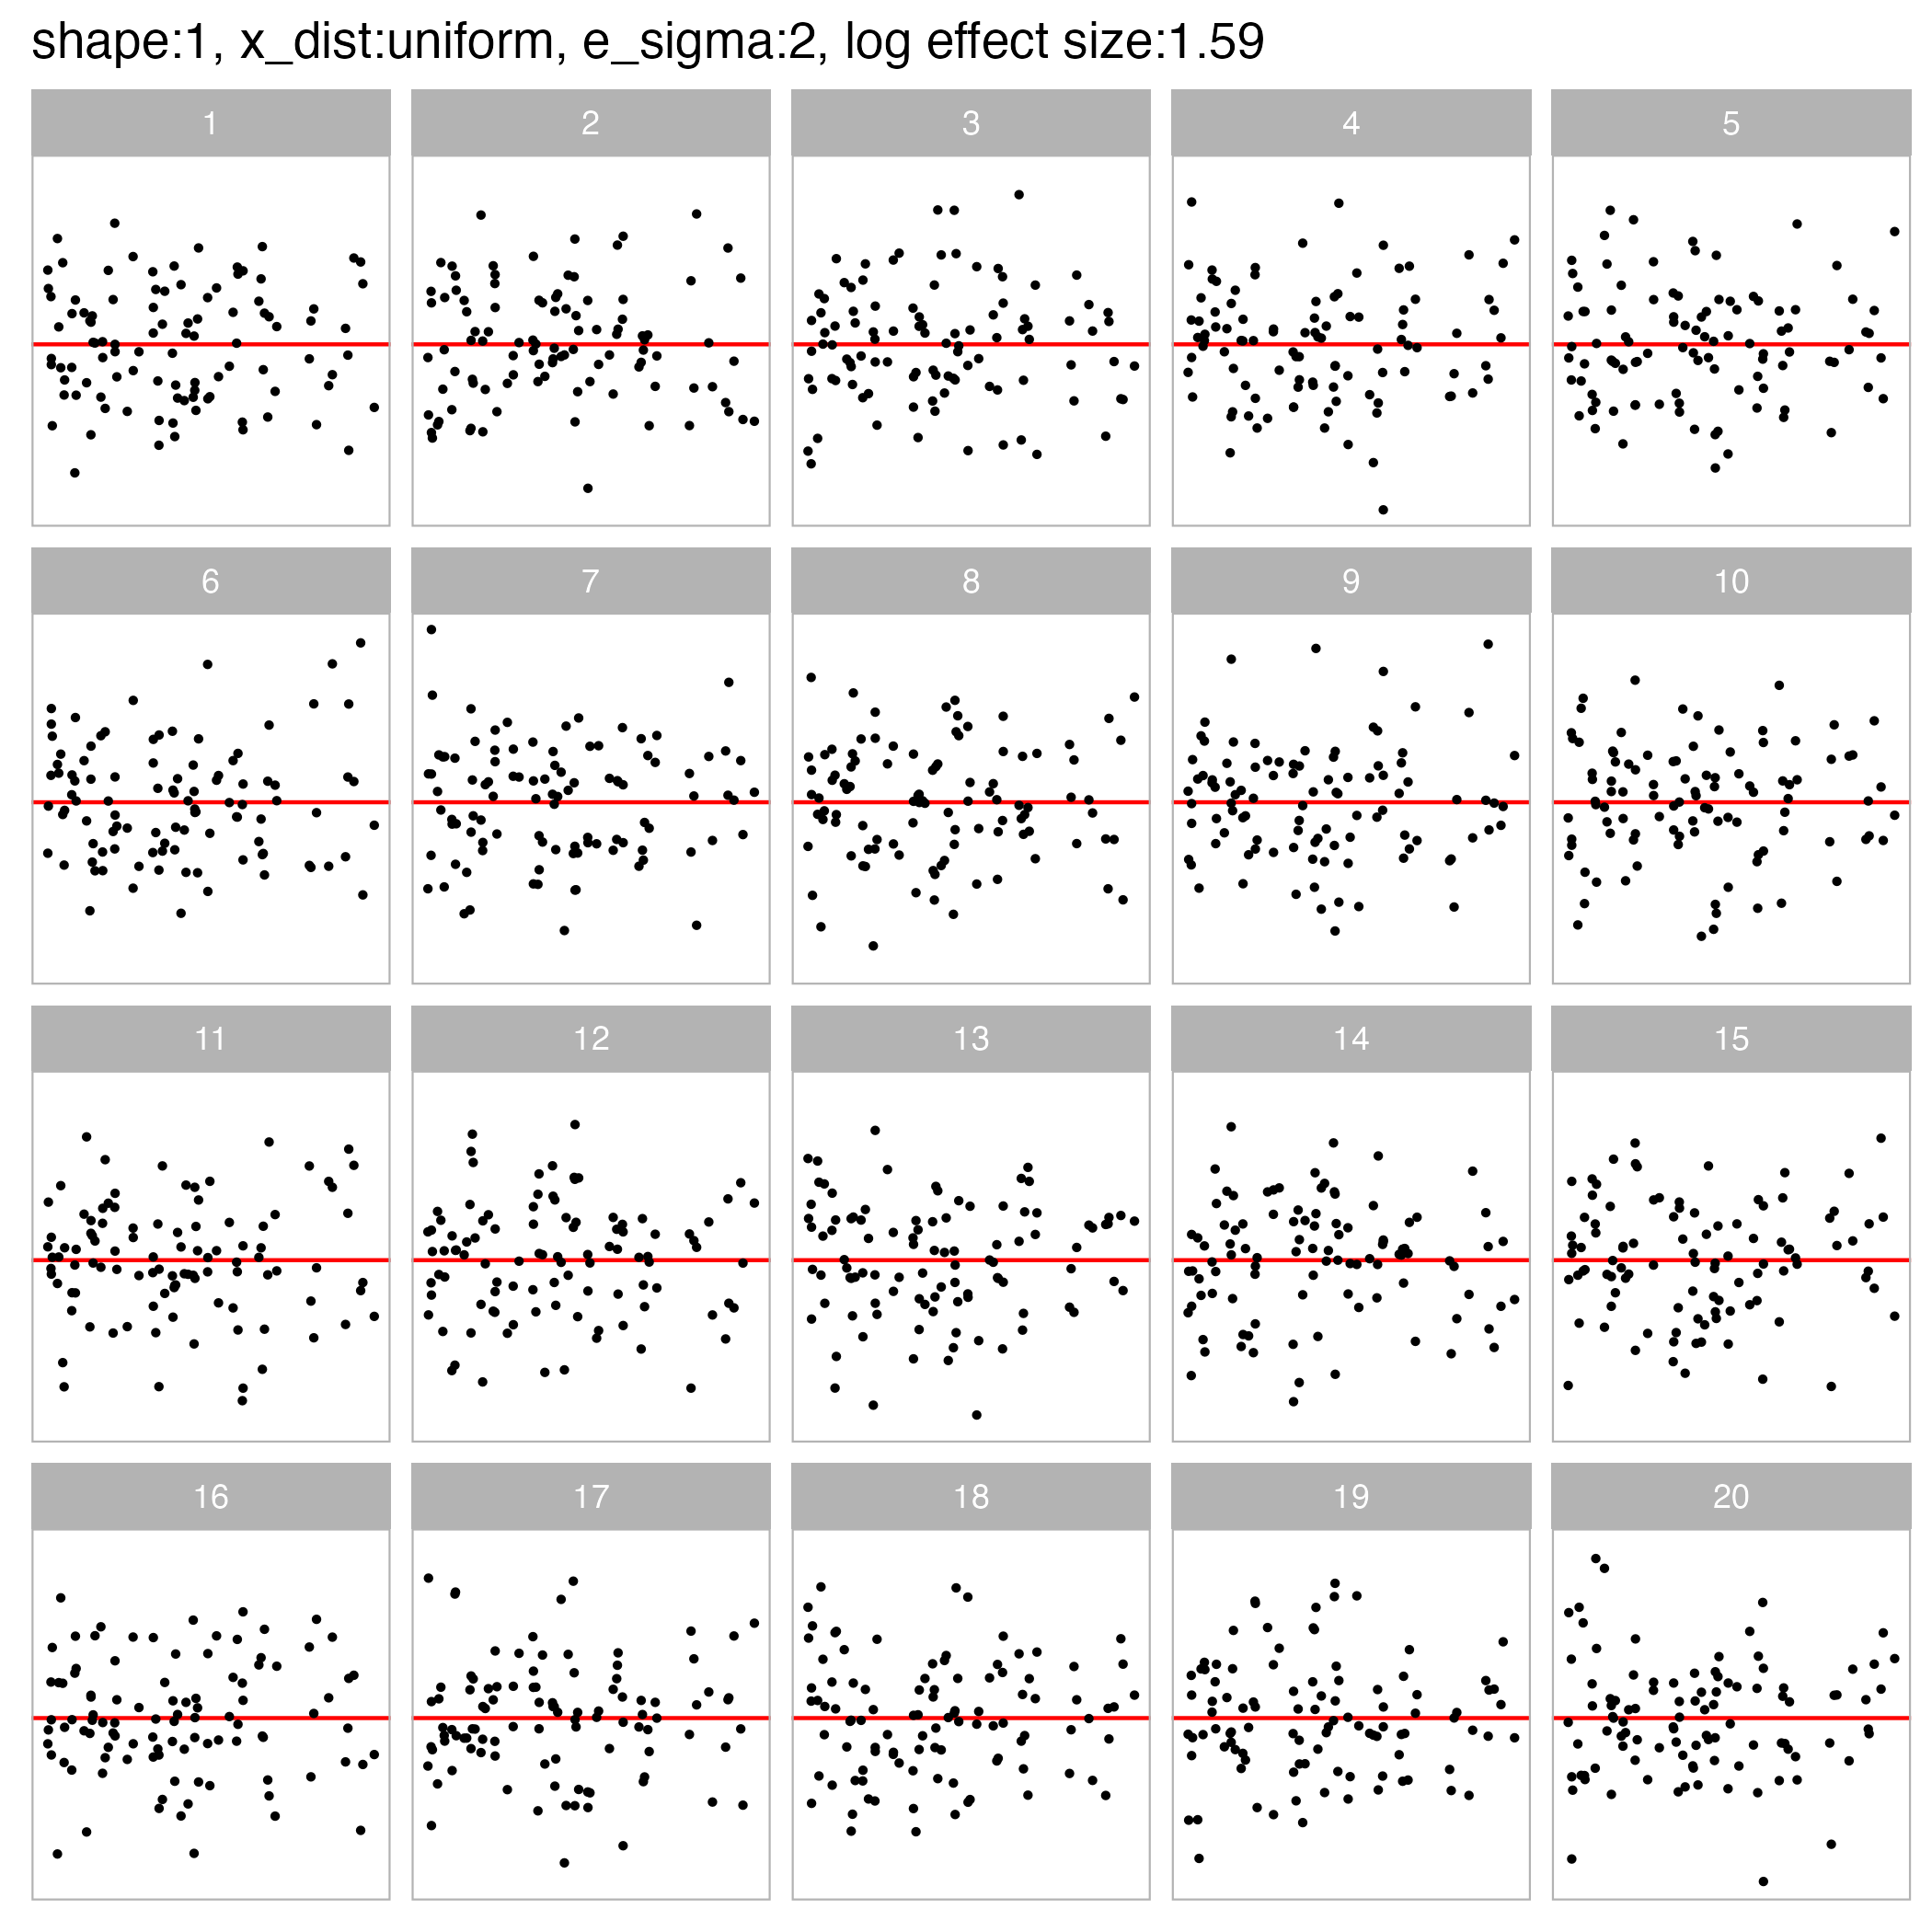 shape:1, x_dist:uniform, e_sigma:2, log effect size:1.59
1 2 3 4 5
6 7 8 9 10
11 12 13 14 15
16 17 18 19 20